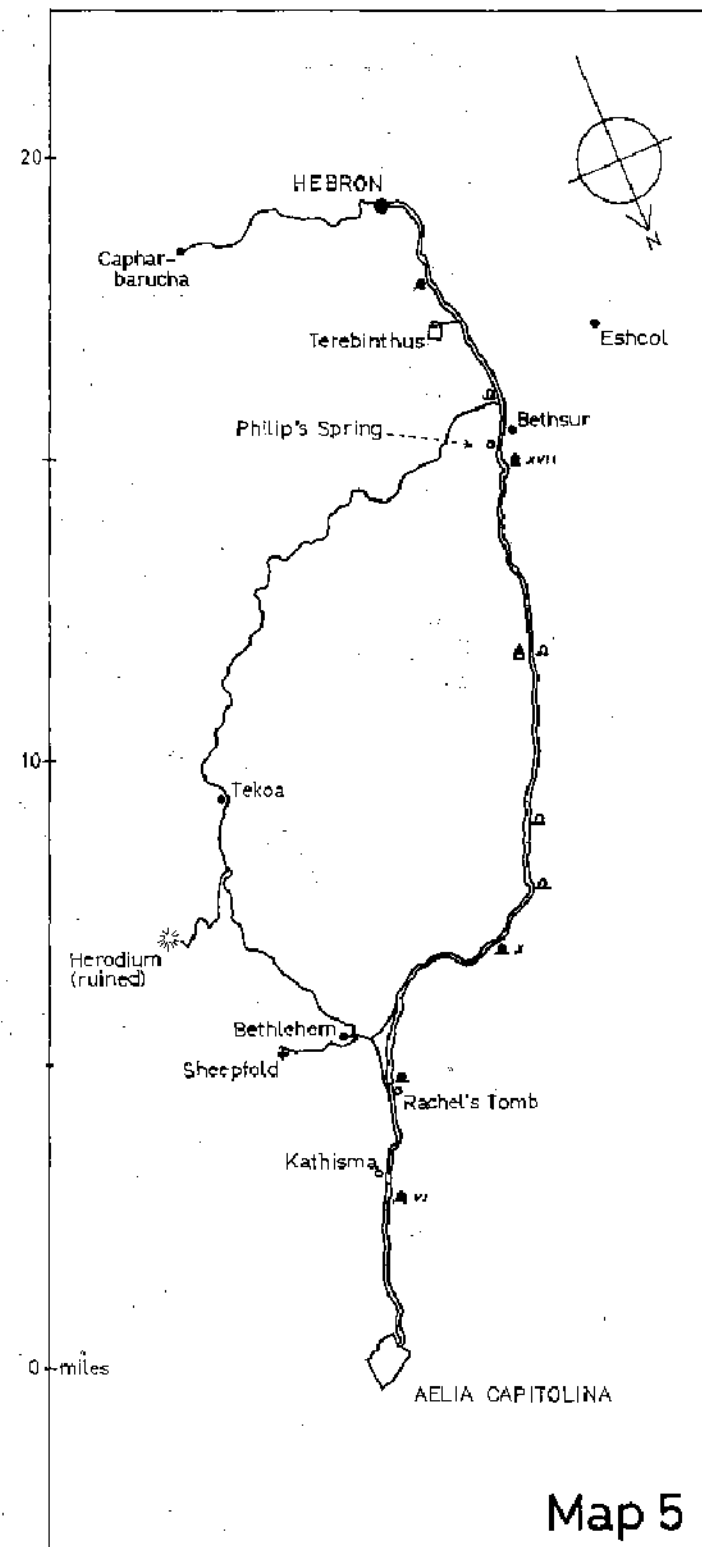 20
N
HEBRON
Caphar-
barucha
Terebinthus
Eshcol
Bethsur
Philip's Spring
XVII
10
Tekoa
X
Herodium
(ruined)
Bethlehem
Sheepfold
Rachel's Tomb
Kathisma
VI
0 miles
AELIA CAPITOLINA
Map 5